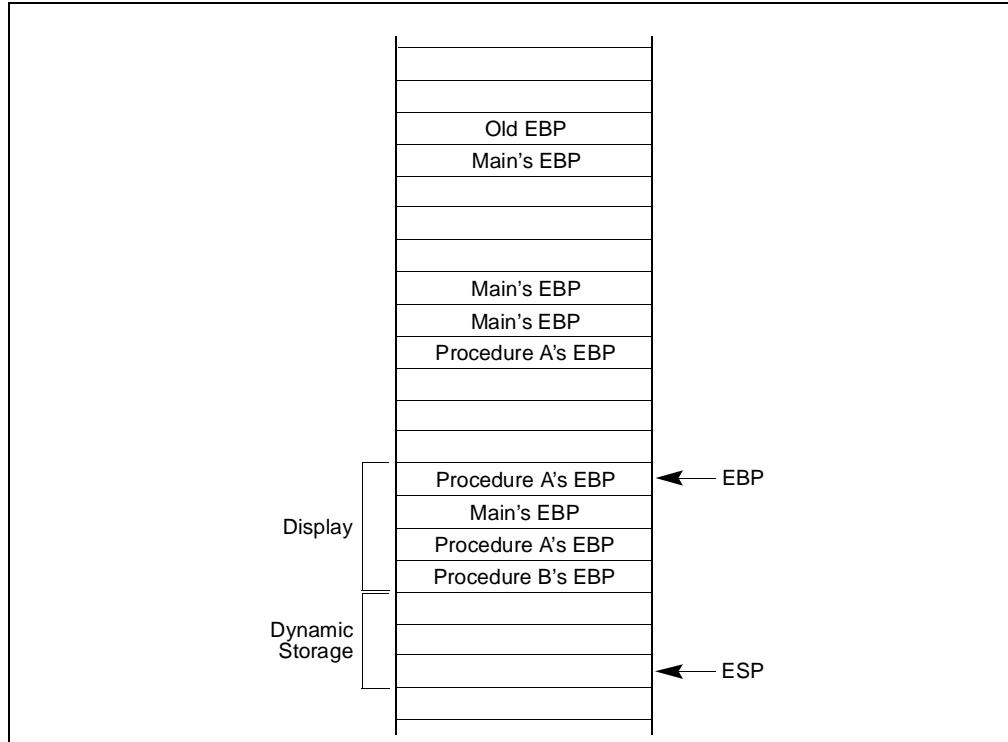 Old EBP
Main's EBP
Main's EBP
Main's EBP
Procedure A's EBP
Procedure A's EBP
EBP
Main's EBP
Display
Procedure A's EBP
Procedure B's EBP
Dynamic
Storage
ESP